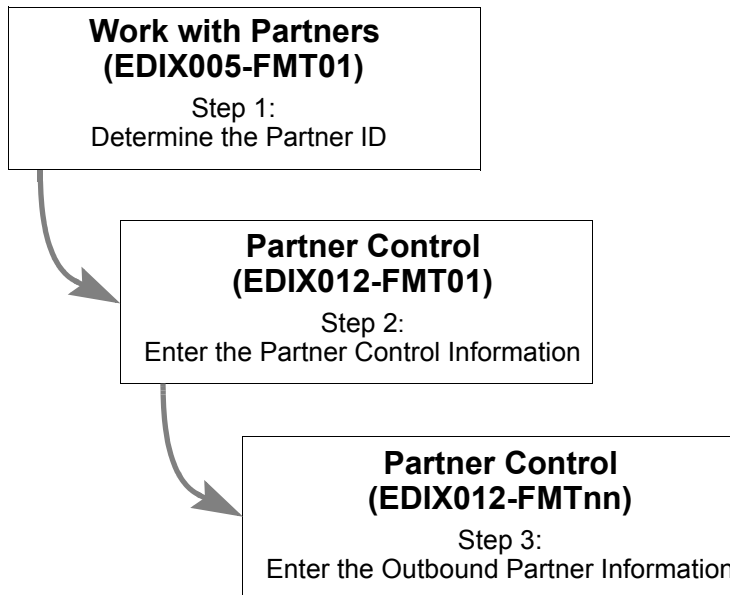 Work with Partners
(EDIX005-FMT01)
Step 1:
Determine the Partner ID
Partner Control
(EDIX012-FMT01)
Step 2:
Enter the Partner Control Information
Partner Control
(EDIX012-FMTnn)
Step 3:
Enter the Outbound Partner Information